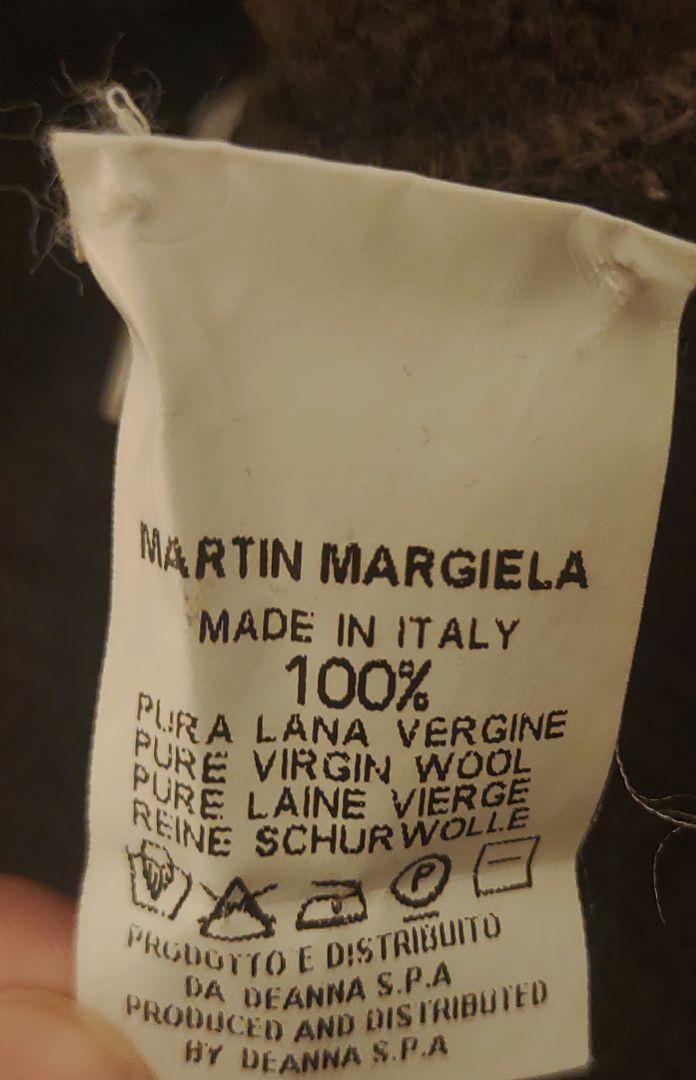 MARTIN MARGIELA
MADE IN ITALY
100%
PURA LANA VERGINE
PURE VIRGIN WOOL
PURE LAINE VIERGE
REINE SCHURWOLLE
P
PRODOTTO E DISTRIBUITO
DA DEANNA S.P.A
PRODUCED AND DISTRIBUTED
BY DEANNA S.P.A